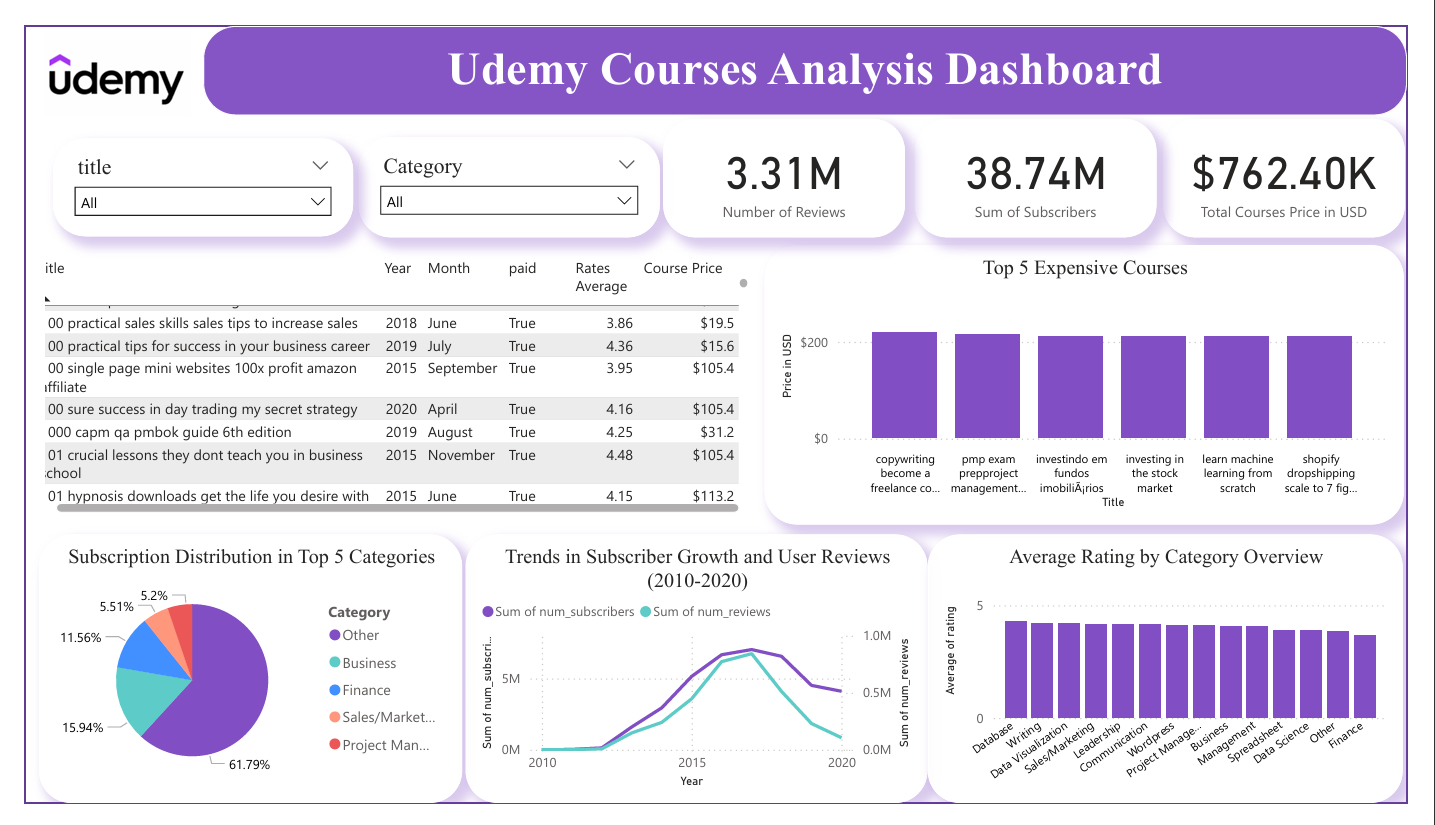 udemy
Udemy Courses Analysis Dashboard
title
All
Category
All
3.31M
Number of Reviews
38.74M
Sum of Subscribers
$762.40K
Total Courses Price in USD
itle Year Month paid Rates Average Course Price
00 practical sales skills sales tips to increase sales 2018 June True 3.86 $19.5
00 practical tips for success in your business career 2019 July True 4.36 $15.6
00 single page mini websites 100x profit amazon 2015 September True 3.95 $105.4
affiliate
00 sure success in day trading my secret strategy 2020 April True 4.16 $105.4
000 capm qa pmbok guide 6th edition 2019 August True 4.25 $31.2
01 crucial lessons they dont teach you in business 2015 November True 4.48 $105.4
school
01 hypnosis downloads get the life you desire with 2015 June True 4.15 $113.2
Top 5 Expensive Courses
Price in USD
$200
$0
copywriting
become a
freelance co...
pmp exam
prepproject
management...
investindo em
fundos
imobiliÃ¡rios
investing in
the stock
market
learn machine
learning from
scratch
shopify
dropshipping
scale to 7 fig...
Title
Subscription Distribution in Top 5 Categories
5.2%
5.51%
11.56%
15.94%
61.79%
Category
Other
Business
Finance
Sales/Market...
Project Man...
Trends in Subscriber Growth and User Reviews
(2010-2020)
Sum of num_subscribers Sum of num_reviews
Sum of num_subscri...
5M
0M
1.0M
0.5M
0.0M
Sum of num_reviews
2010 2015 2020
Year
Average Rating by Category Overview
Average of rating
5
0
Database
Writing
Data Visualization
Sales/Marketing
Leadership
Communication
Wordpress
Project Manage...
Business
Management
Spreadsheet
Data Science
Other
Finance